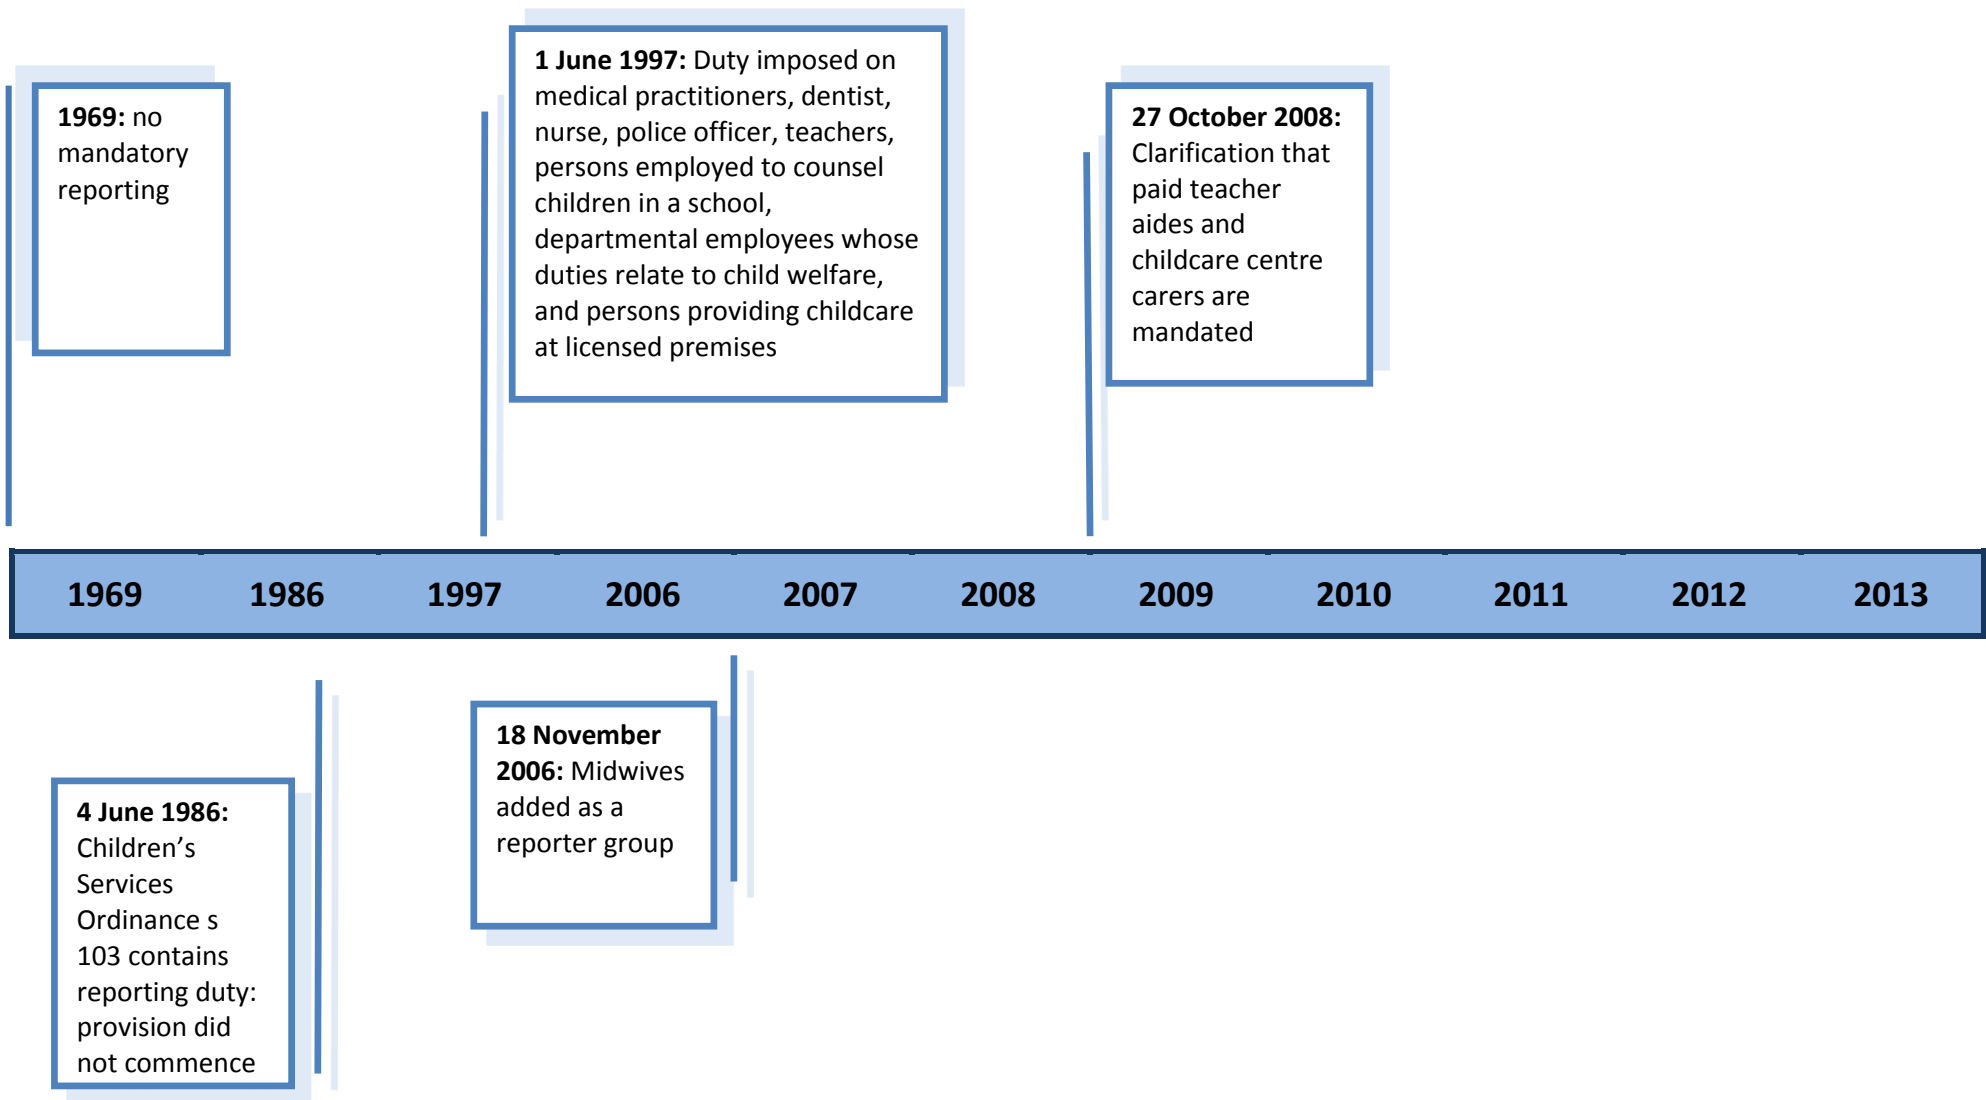 1969: no
mandatory
reporting
1 June 1997: Duty imposed on
medical practitioners, dentist,
nurse, police officer, teachers,
persons employed to counsel
children in a school,
departmental employees whose
duties relate to child welfare,
and persons providing childcare
at licensed premises
27 October 2008:
Clarification that
paid teacher
aides and
childcare centre
carers are
mandated
1969 1986 1997 2006 2007 2008 2009 2010 2011 2012 2013
4 June 1986:
Children’s
Services
Ordinance s
103 contains
reporting duty:
provision did
not commence
18 November
2006: Midwives
added as a
reporter group